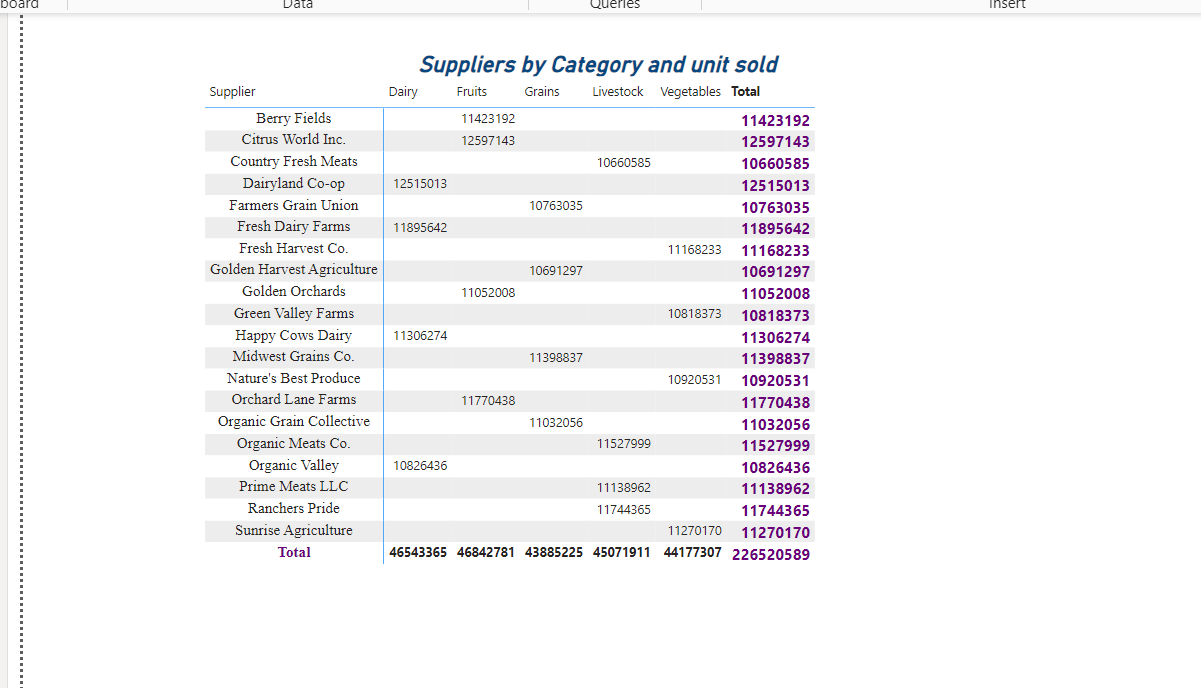 board Data Queries Insert
Suppliers by Category and unit sold
Supplier Dairy Fruits Grains Livestock Vegetables Total
Berry Fields 11423192 11423192
Citrus World Inc. 12597143 12597143
Country Fresh Meats 10660585 10660585
Dairyland Co-op 12515013 12515013
Farmers Grain Union 10763035 10763035
Fresh Dairy Farms 11895642 11895642
Fresh Harvest Co. 11168233 11168233
Golden Harvest Agriculture 10691297 10691297
Golden Orchards 11052008 11052008
Green Valley Farms 10818373 10818373
Happy Cows Dairy 11306274 11306274
Midwest Grains Co. 11398837 11398837
Nature's Best Produce 10920531 10920531
Orchard Lane Farms 11770438 11770438
Organic Grain Collective 11032056 11032056
Organic Meats Co. 11527999 11527999
Organic Valley 10826436 10826436
Prime Meats LLC 11138962 11138962
Ranchers Pride 11744365 11744365
Sunrise Agriculture 11270170 11270170
Total 46543365 46842781 43885225 45071911 44177307 226520589